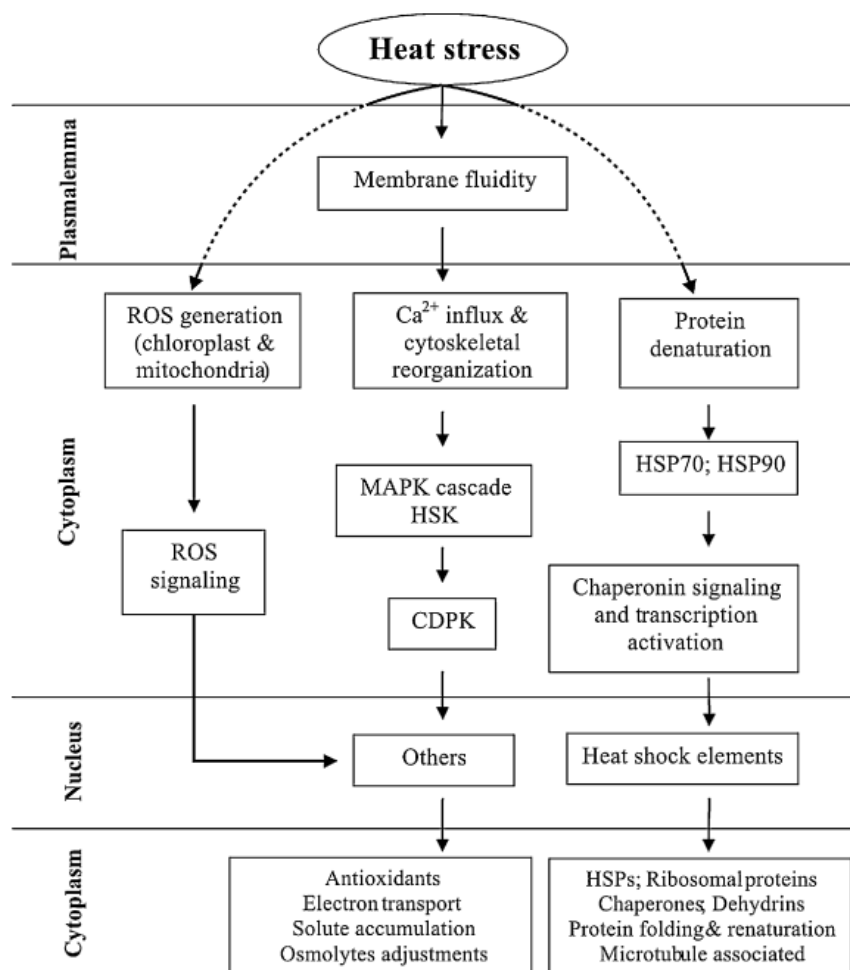 Heat stress
Plasmalemma
Membrane fluidity
Cytoplasm
ROS generation
(chloroplast &
mitochondria)
Ca²⁺ influx &
cytoskeletal
reorganization
Protein
denaturation
MAPK cascade
HSK
HSP70; HSP90
ROS
signaling
CDPK
Chaperonin signaling
and transcription
activation
Nucleus
Others
Heat shock elements
Cytoplasm
Antioxidants
Electron transport
Solute accumulation
Osmolytes adjustments
HSPs; Ribosomal proteins
Chaperones; Dehydrins
Protein folding & renaturation
Microtubule associated